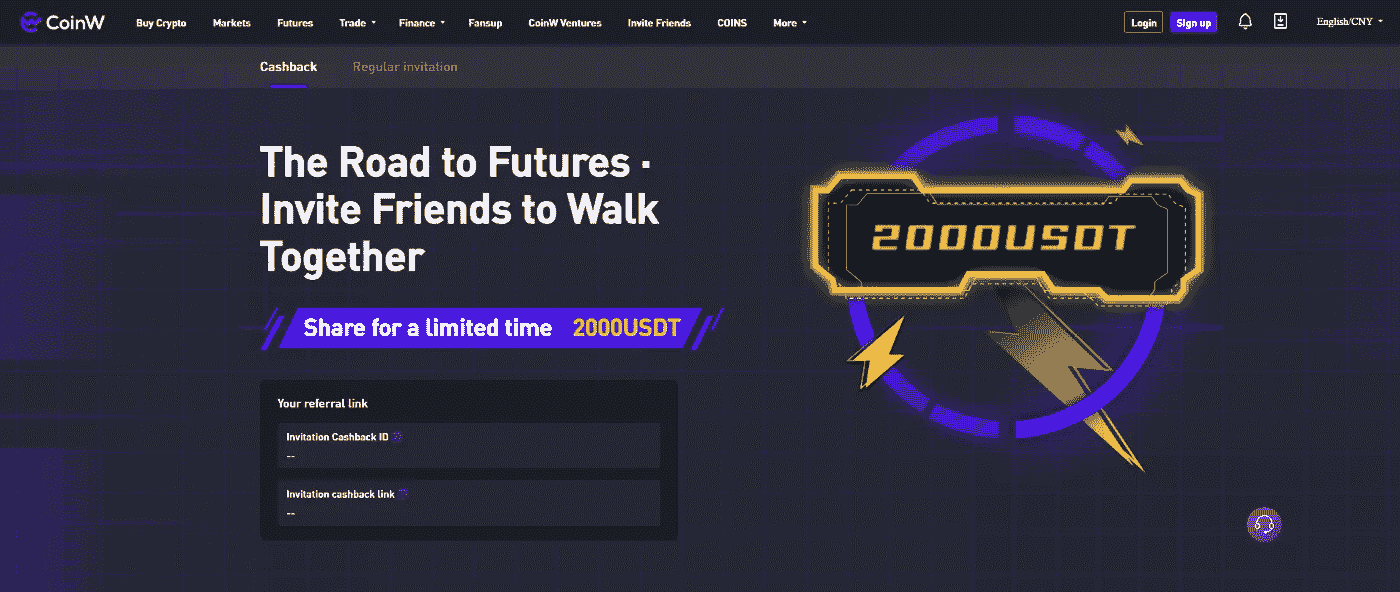 CoinW Buy Crypto Markets Futures Trade Finance Fansup CoinW Ventures Invite Friends COINS More Login Sign up English/CNY
Cashback Regular invitation
The Road to Futures ·
Invite Friends to Walk
Together
2000USDT
Share for a limited time 2000USDT
Your referral link
Invitation Cashback ID
--
Invitation cashback link
--